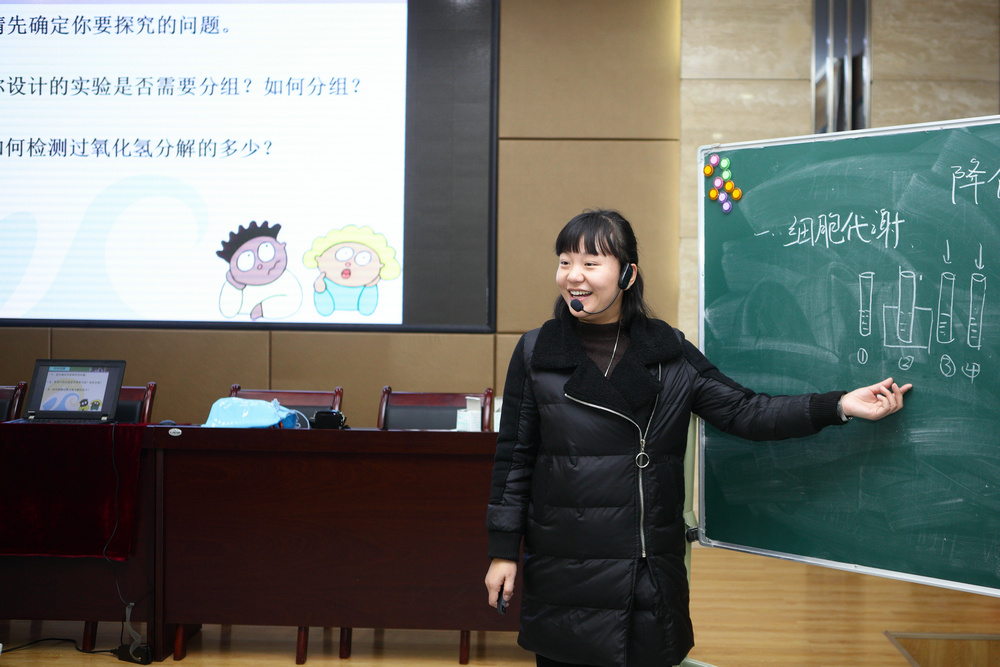 请先确定你要探究的问题。
你设计的实验是否需要分组？如何分组？
如何检测过氧化氢分解的多少？
降
一.细胞代谢
① ② ③ ④